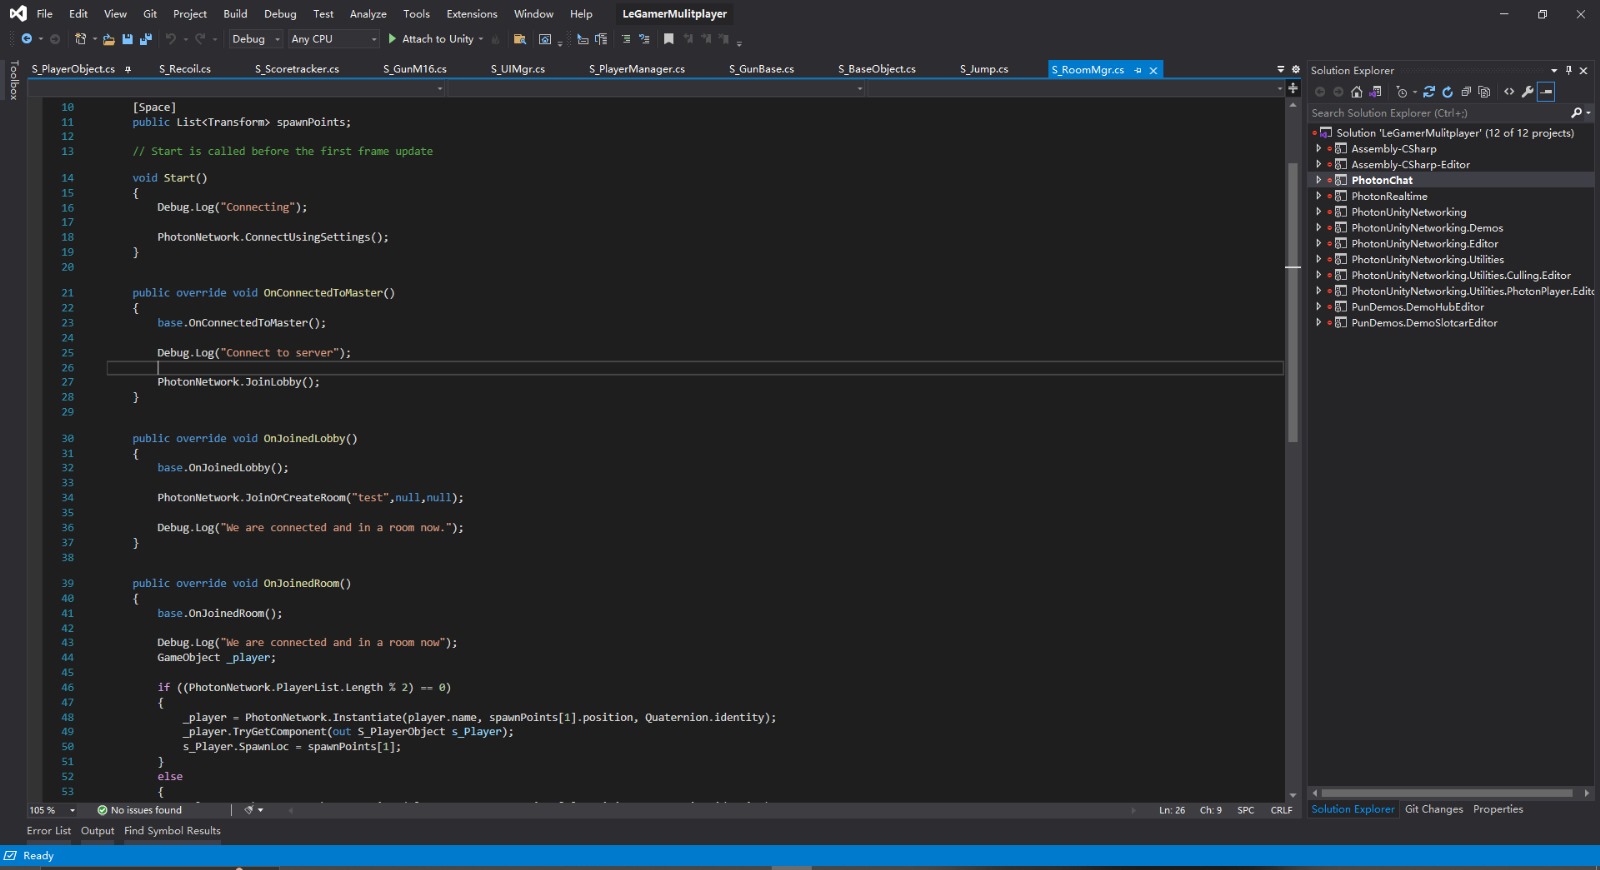 File Edit View Git Project Build Debug Test Analyze Tools Extensions Window Help LeGamerMulitplayer
Debug Any CPU Attach to Unity
Toolbox
S_PlayerObject.cs S_Recoil.cs S_Scoretracker.cs S_GunM16.cs S_UIMgr.cs S_PlayerManager.cs S_GunBase.cs S_BaseObject.cs S_Jump.cs S_RoomMgr.cs
10 [Space]
11 public List<Transform> spawnPoints;
12
13 // Start is called before the first frame update
14 void Start()
15 {
16 Debug.Log("Connecting");
17
18 PhotonNetwork.ConnectUsingSettings();
19 }
20
21 public override void OnConnectedToMaster()
22 {
23 base.OnConnectedToMaster();
24
25 Debug.Log("Connect to server");
26
27 PhotonNetwork.JoinLobby();
28 }
29
30 public override void OnJoinedLobby()
31 {
32 base.OnJoinedLobby();
33
34 PhotonNetwork.JoinOrCreateRoom("test",null,null);
35
36 Debug.Log("We are connected and in a room now.");
37 }
38
39 public override void OnJoinedRoom()
40 {
41 base.OnJoinedRoom();
42
43 Debug.Log("We are connected and in a room now");
44 GameObject _player;
45
46 if ((PhotonNetwork.PlayerList.Length % 2) == 0)
47 {
48 _player = PhotonNetwork.Instantiate(player.name, spawnPoints[1].position, Quaternion.identity);
49 _player.TryGetComponent(out S_PlayerObject s_Player);
50 s_Player.SpawnLoc = spawnPoints[1];
51 }
52 else
53 {
105 % No issues found Ln: 26 Ch: 9 SPC CRLF
Error List Output Find Symbol Results
Ready
Solution Explorer
Search Solution Explorer (Ctrl+;)
Solution 'LeGamerMulitplayer' (12 of 12 projects)
Assembly-CSharp
Assembly-CSharp-Editor
PhotonChat
PhotonRealtime
PhotonUnityNetworking
PhotonUnityNetworking.Demos
PhotonUnityNetworking.Editor
PhotonUnityNetworking.Utilities
PhotonUnityNetworking.Utilities.Culling.Editor
PhotonUnityNetworking.Utilities.PhotonPlayer.Edito
PunDemos.DemoHubEditor
PunDemos.DemoSlotcarEditor
Solution Explorer Git Changes Properties